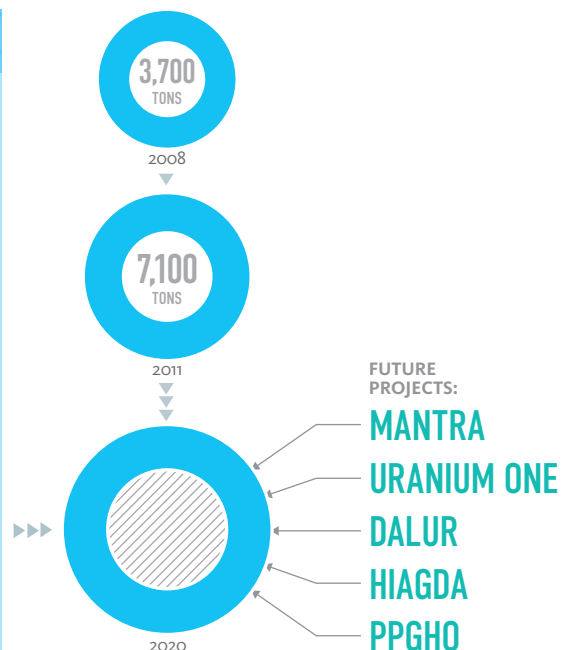 3,700
TONS
2008
7,100
TONS
2011
FUTURE
PROJECTS:
MANTRA
URANIUM ONE
DALUR
HIAGDA
PPGHO
2020